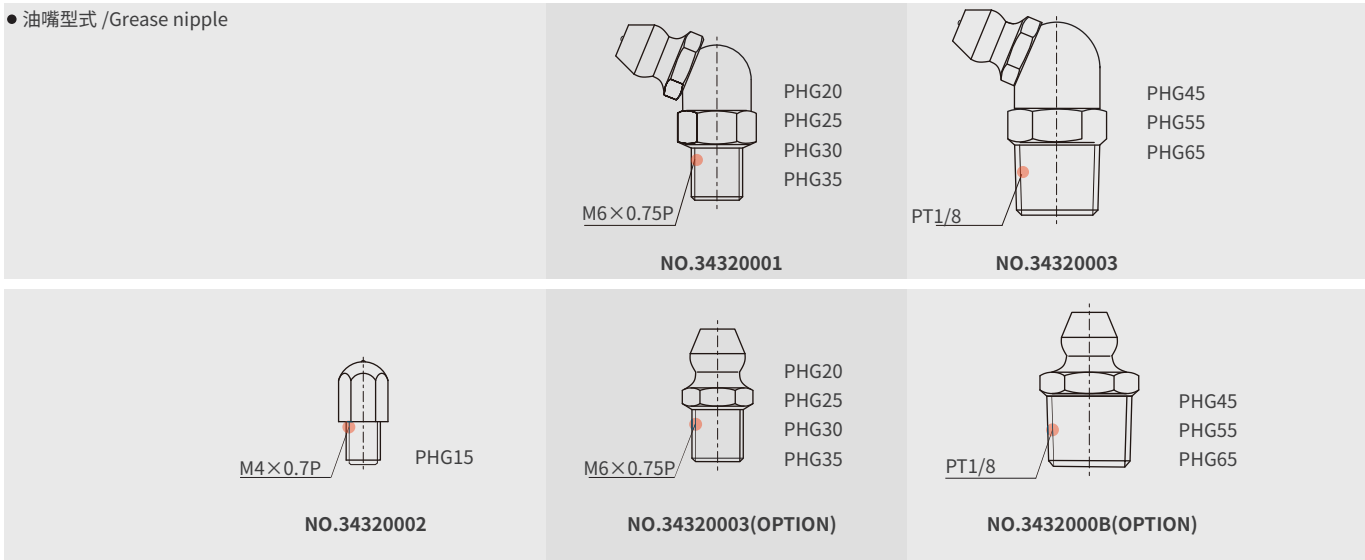 ● 油嘴型式 /Grease nipple
PHG20
PHG25
PHG30
PHG35
M6×0.75P
NO.34320001
PHG45
PHG55
PHG65
PT1/8
NO.34320003
M4×0.7P
PHG15
NO.34320002
PHG20
PHG25
PHG30
PHG35
M6×0.75P
NO.34320003(OPTION)
PHG45
PHG55
PHG65
PT1/8
NO.3432000B(OPTION)